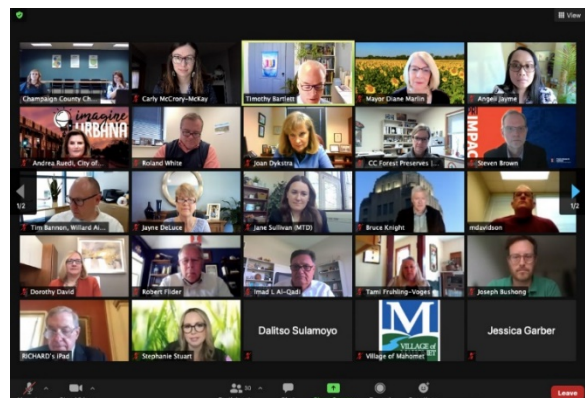 View
Champaign County Ch...
Carly McCrory-McKay
Timothy Bartlett
Mayor Diane Marlin
Angeli Jayme
imagine
URBANA
IMPAC
Andrea Ruedi, City of...
Roland White
Joan Dykstra
CC Forest Preserves |...
Steven Brown
1/2
1/2
Tim Bannon, Willard Ai...
Jayne DeLuce
Jane Sullivan (MTD)
Bruce Knight
mdavidson
Dorothy David
Robert Flider
Imad L Al-Qadi
Tami Fruhling-Voges
Joseph Bushong
Dalitso Sulamoyo
M
VILLAGE of
Jessica Garber
RICHARD's iPad
Stephanie Stuart
Village of Mahomet
30
Leave